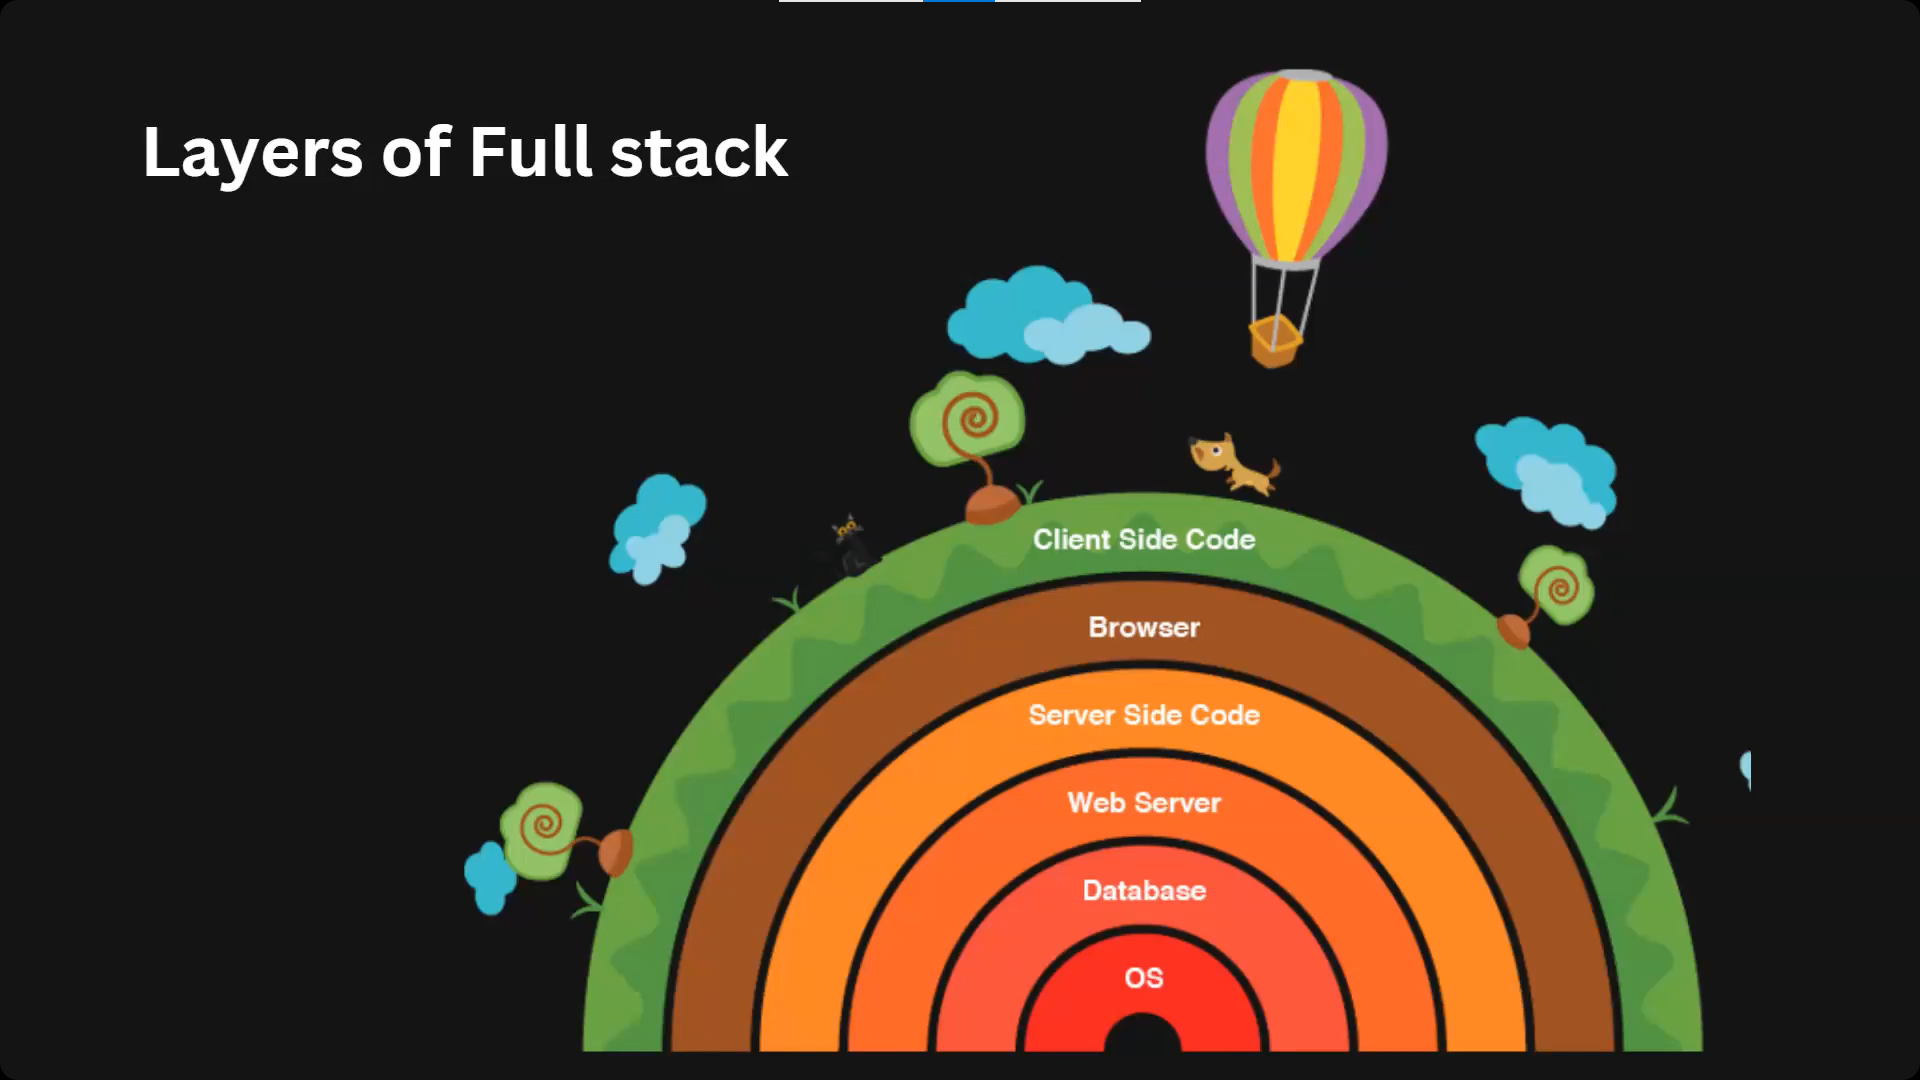 Layers of Full stack
Client Side Code
Browser
Server Side Code
Web Server
Database
OS